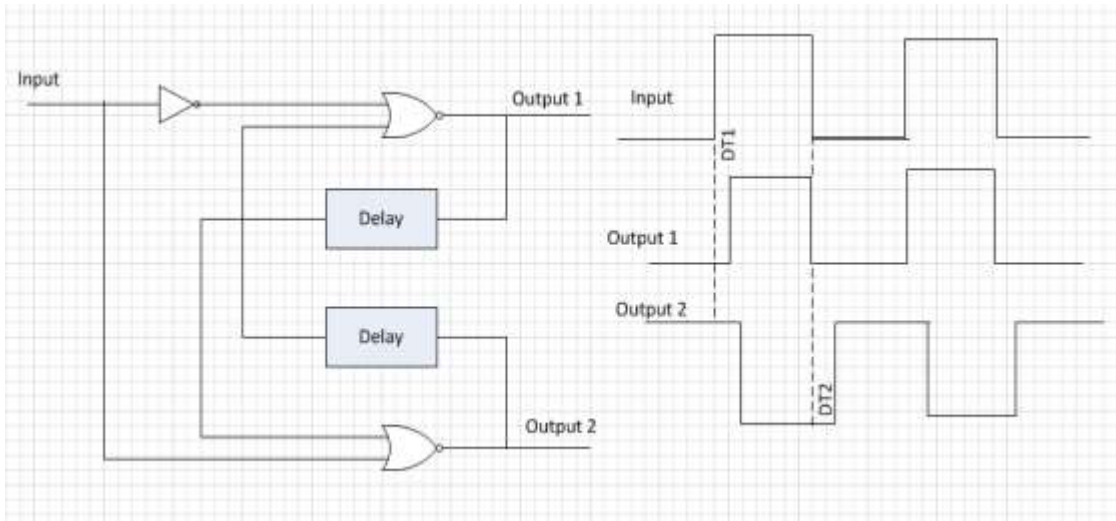 Input
Output 1
Delay
Delay
Output 2
Input
DT1
Output 1
Output 2
DT2